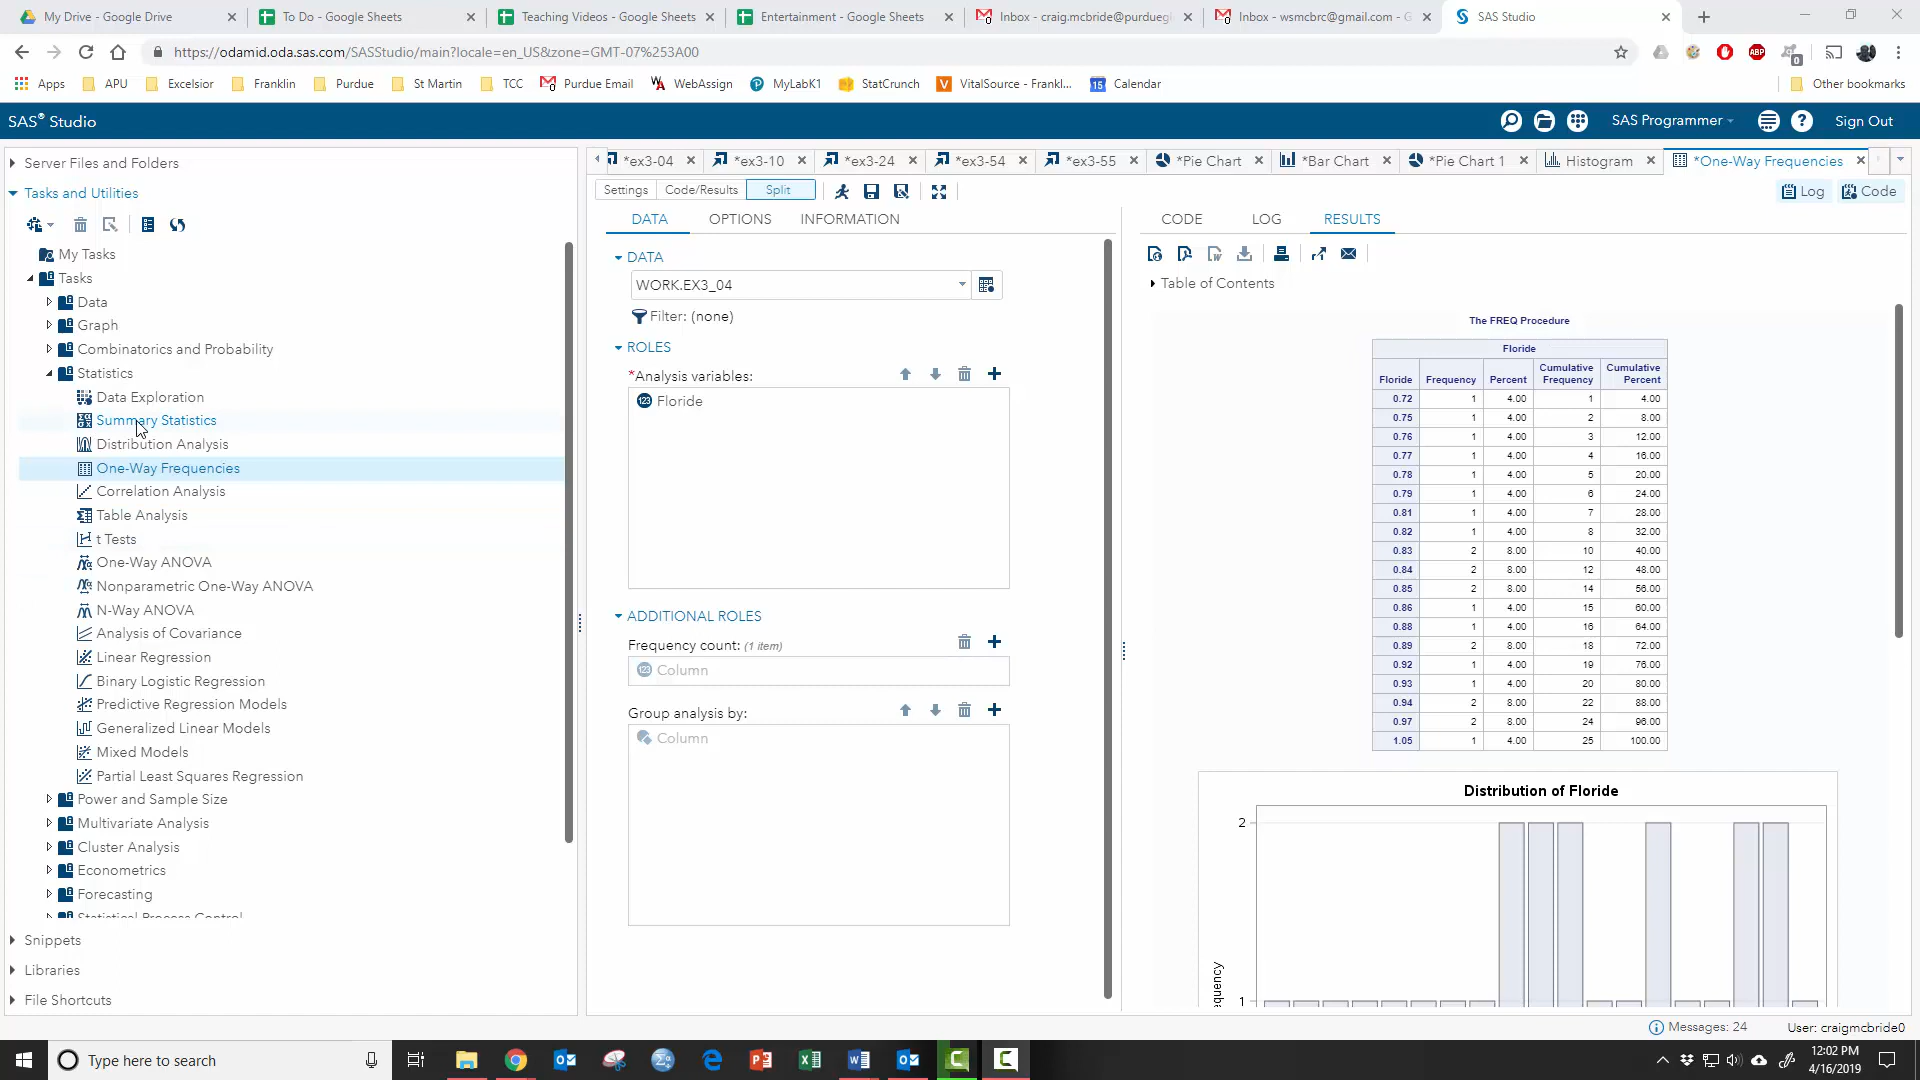 My Drive - Google Drive
To Do - Google Sheets
Teaching Videos - Google Sheets
Entertainment - Google Sheets
Inbox - craig.mcbride@purduegl
Inbox - wsmcbrc@gmail.com - G
SAS Studio
https://odamid.oda.sas.com/SASStudio/main?locale=en_US&zone=GMT-07%253A00
Apps
APU
Excelsior
Franklin
Purdue
St Martin
TCC
Purdue Email
WebAssign
MyLabK1
StatCrunch
VitalSource - Frankl...
Calendar
Other bookmarks
SAS® Studio
SAS Programmer
Sign Out
Server Files and Folders
Tasks and Utilities
My Tasks
Tasks
Data
Graph
Combinatorics and Probability
Statistics
Data Exploration
Summary Statistics
Distribution Analysis
One-Way Frequencies
Correlation Analysis
Table Analysis
t Tests
One-Way ANOVA
Nonparametric One-Way ANOVA
N-Way ANOVA
Analysis of Covariance
Linear Regression
Binary Logistic Regression
Predictive Regression Models
Generalized Linear Models
Mixed Models
Partial Least Squares Regression
Power and Sample Size
Multivariate Analysis
Cluster Analysis
Econometrics
Forecasting
Statistical Process Control
Snippets
Libraries
File Shortcuts
*ex3-04
*ex3-10
*ex3-24
*ex3-54
*ex3-55
*Pie Chart
*Bar Chart
*Pie Chart 1
Histogram
*One-Way Frequencies
Settings
Code/Results
Split
Log
Code
DATA
OPTIONS
INFORMATION
DATA
WORK.EX3_04
Filter: (none)
ROLES
*Analysis variables:
123 Floride
ADDITIONAL ROLES
Frequency count: (1 item)
123 Column
Group analysis by:
Column
CODE
LOG
RESULTS
Table of Contents
The FREQ Procedure
Floride
Floride Frequency Percent Cumulative Frequency Cumulative Percent
0.72 1 4.00 1 4.00
0.75 1 4.00 2 8.00
0.76 1 4.00 3 12.00
0.77 1 4.00 4 16.00
0.78 1 4.00 5 20.00
0.79 1 4.00 6 24.00
0.81 1 4.00 7 28.00
0.82 1 4.00 8 32.00
0.83 2 8.00 10 40.00
0.84 2 8.00 12 48.00
0.85 2 8.00 14 56.00
0.86 1 4.00 15 60.00
0.88 1 4.00 16 64.00
0.89 2 8.00 18 72.00
0.92 1 4.00 19 76.00
0.93 1 4.00 20 80.00
0.94 2 8.00 22 88.00
0.97 2 8.00 24 96.00
1.05 1 4.00 25 100.00
Distribution of Floride
2
1
equency
Messages: 24
User: craigmcbride0
Type here to search
12:02 PM
4/16/2019